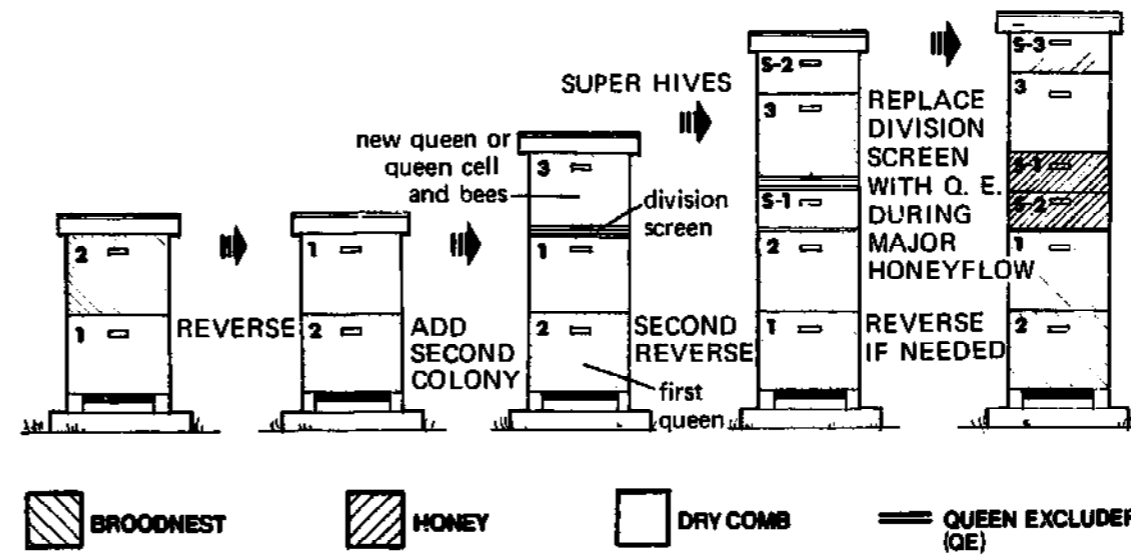 2
1
REVERSE
1
2
ADD
SECOND
COLONY
new queen or
queen cell
and bees
3
division
screen
1
2
first
queen
SECOND
REVERSE
SUPER HIVES
S-2
3
S-1
2
1
REPLACE
DIVISION
SCREEN
WITH Q. E.
DURING
MAJOR
HONEYFLOW
REVERSE
IF NEEDED
S-3
3
S-1
S-2
1
2
BROODNEST
HONEY
DRY COMB
QUEEN EXCLUDER
(QE)